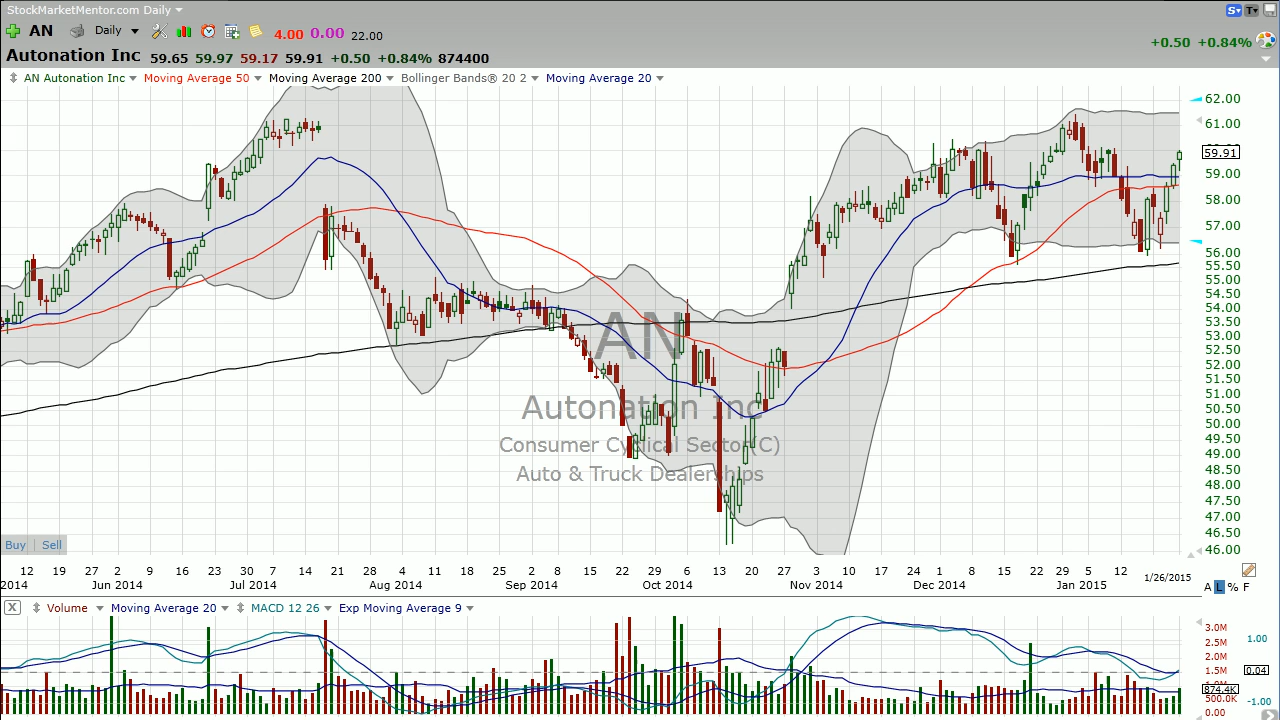 StockMarketMentor.com Daily
S T
AN Daily 4.00 0.00 22.00
+0.50 +0.84%
Autonation Inc 59.65 59.97 59.17 59.91 +0.50 +0.84% 874400
AN Autonation Inc Moving Average 50 Moving Average 200 Bollinger Bands® 20 2 Moving Average 20
62.00
61.00
59.91
59.00
58.00
57.00
56.00
55.50
55.00
54.50
54.00
53.50
53.00
52.50
52.00
51.50
51.00
50.50
50.00
49.50
49.00
48.50
48.00
47.50
47.00
46.50
46.00
AN
Autonation Inc
Consumer Cyclical Sector(C)
Auto & Truck Dealerships
Buy Sell
12 19 27 9 16 23 30 7 14 21 28 4 11 18 25 2 8 15 22 29 6 13 20 27 3 10 17 24 1 8 15 22 29 5 12
2014 Jun 2014 Jul 2014 Aug 2014 Sep 2014 Oct 2014 Nov 2014 Dec 2014 Jan 2015 1/26/2015
A L % F
X Volume Moving Average 20 MACD 12 26 Exp Moving Average 9
3.0M
2.5M
2.0M
1.5M
1.0M
874.4K
500.0K
0.00
1.00
0.04
-1.00